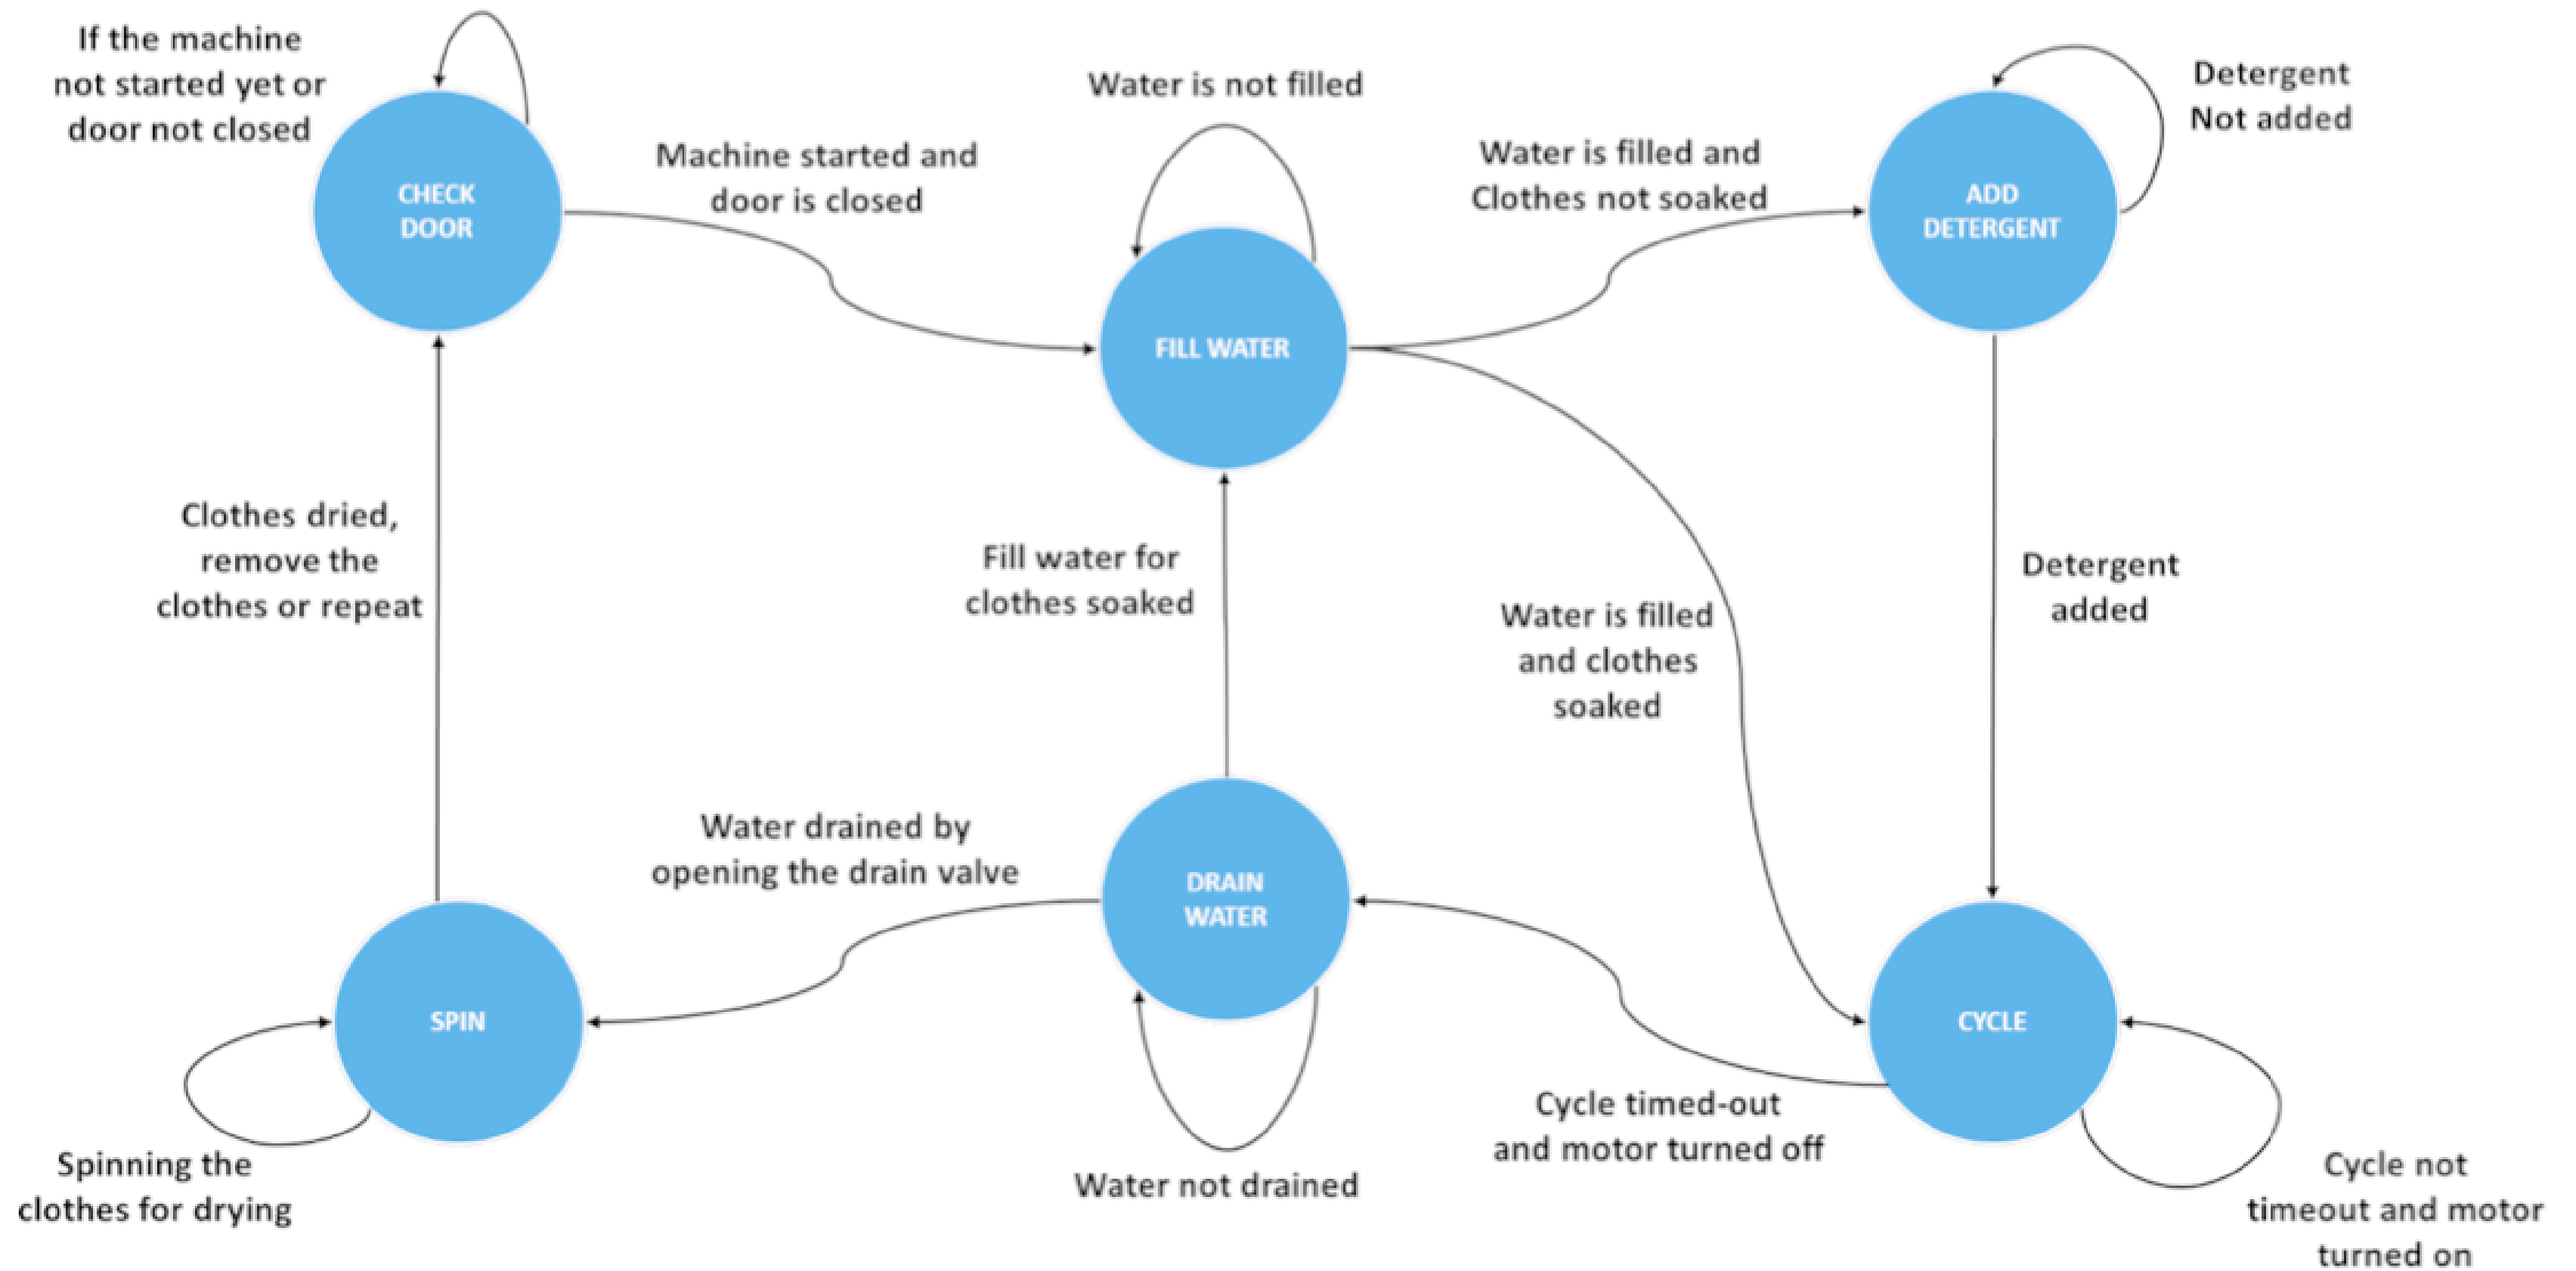 If the machine
not started yet or
door not closed
CHECK
DOOR
Machine started and
door is closed
Water is not filled
FILL WATER
Water is filled and
Clothes not soaked
ADD
DETERGENT
Detergent
Not added
Clothes dried,
remove the
clothes or repeat
Fill water for
clothes soaked
Water is filled
and clothes
soaked
Detergent
added
Water drained by
opening the drain valve
DRAIN
WATER
SPIN
CYCLE
Spinning the
clothes for drying
Water not drained
Cycle timed-out
and motor turned off
Cycle not
timeout and motor
turned on